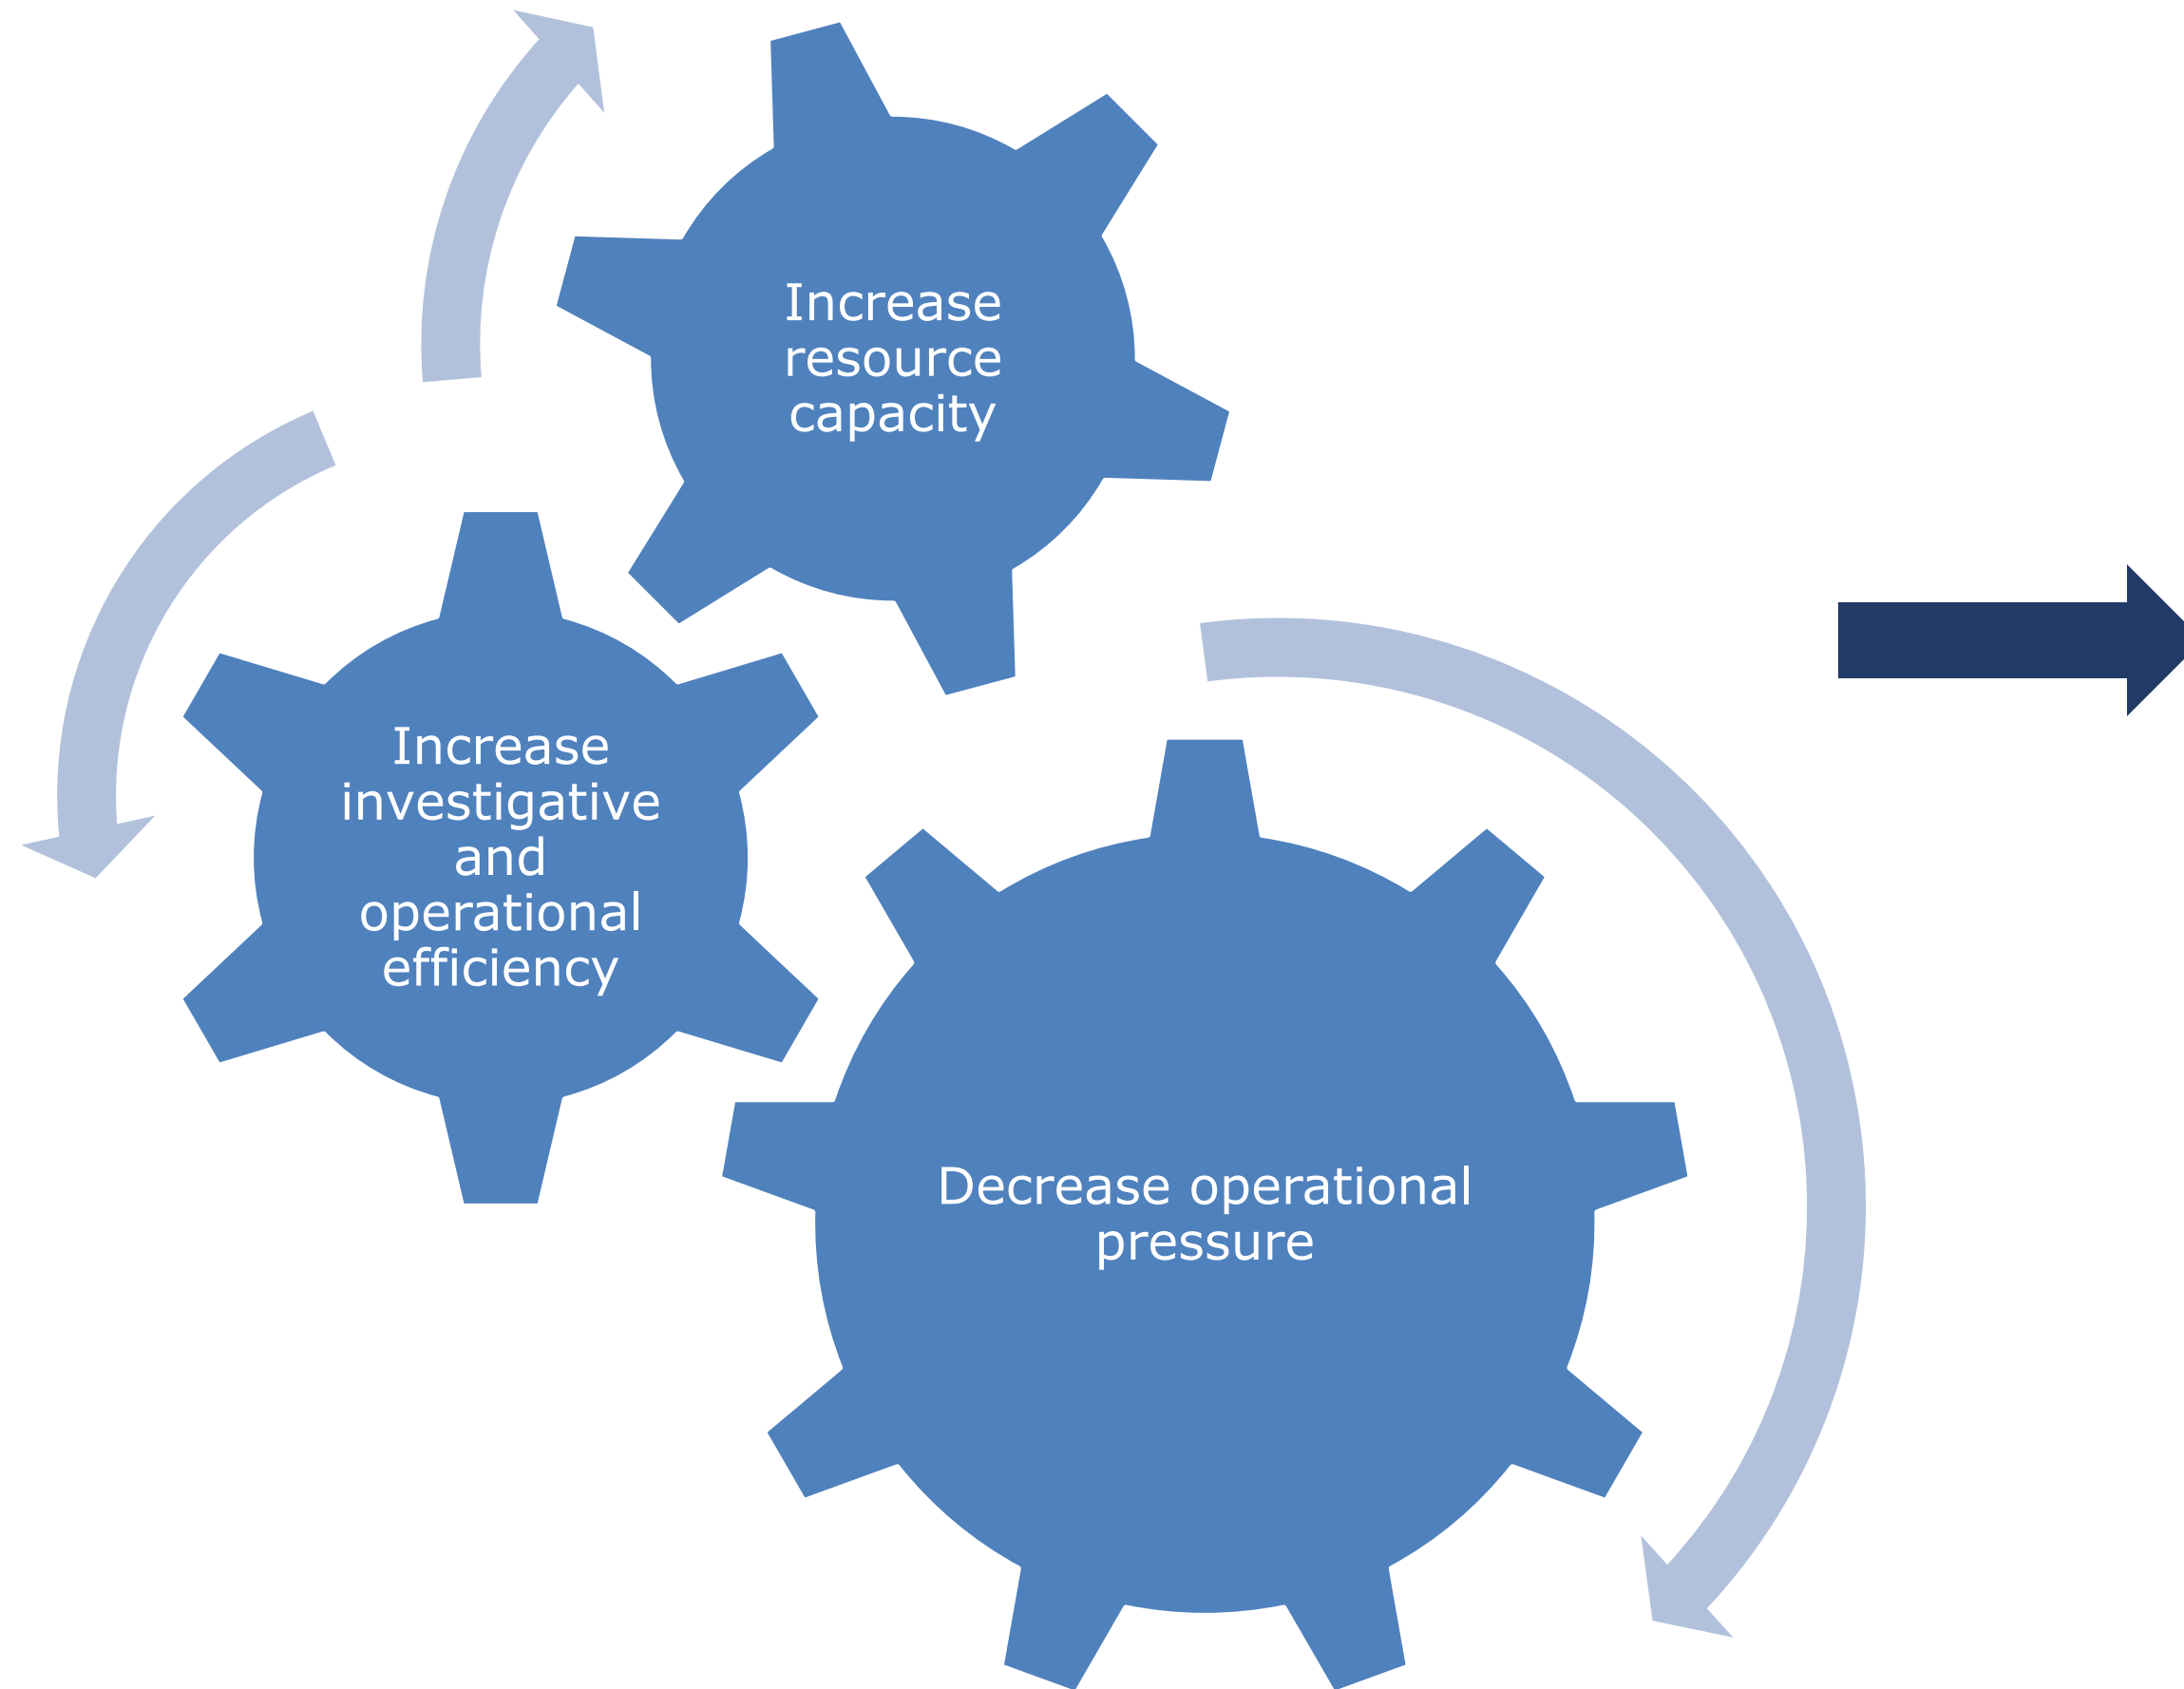 Increase
resource
capacity
Increase
investigative
and
operational
efficiency
Decrease operational
pressure